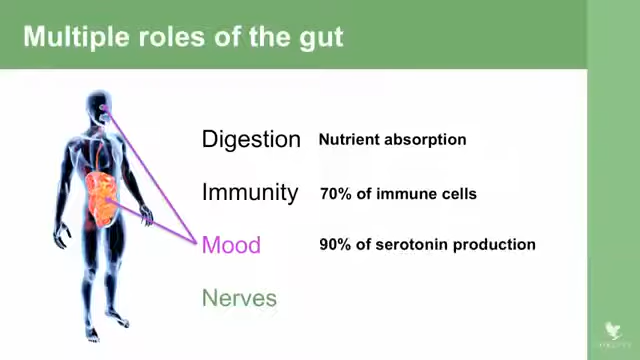 Multiple roles of the gut
Digestion Nutrient absorption
Immunity 70% of immune cells
Mood 90% of serotonin production
Nerves